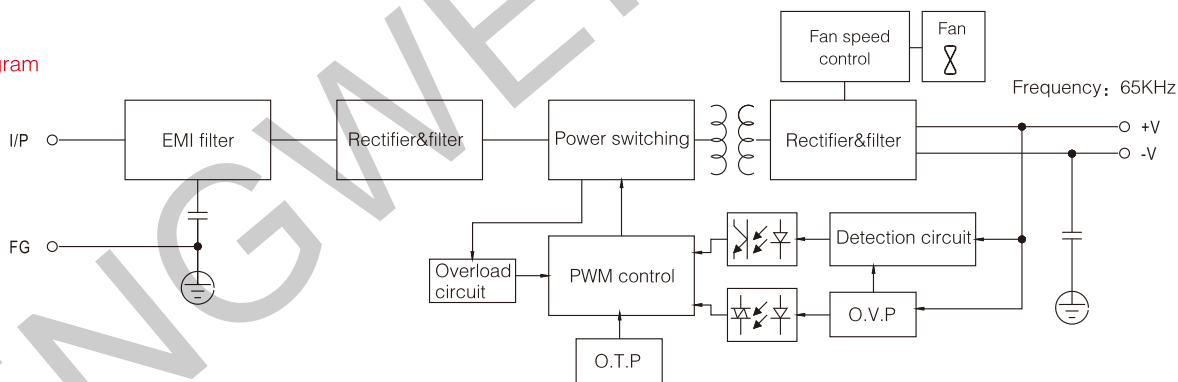 gram
Fan speed
control
Fan
Frequency：65KHz
I/P
EMI filter
Rectifier&filter
Power switching
Rectifier&filter
+V
-V
FG
Overload
circuit
PWM control
Detection circuit
O.V.P
O.T.P